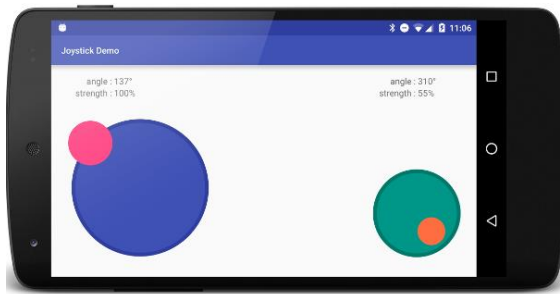 11:06
Joystick Demo
angle : 137°
strength : 100%
angle : 310°
strength : 55%